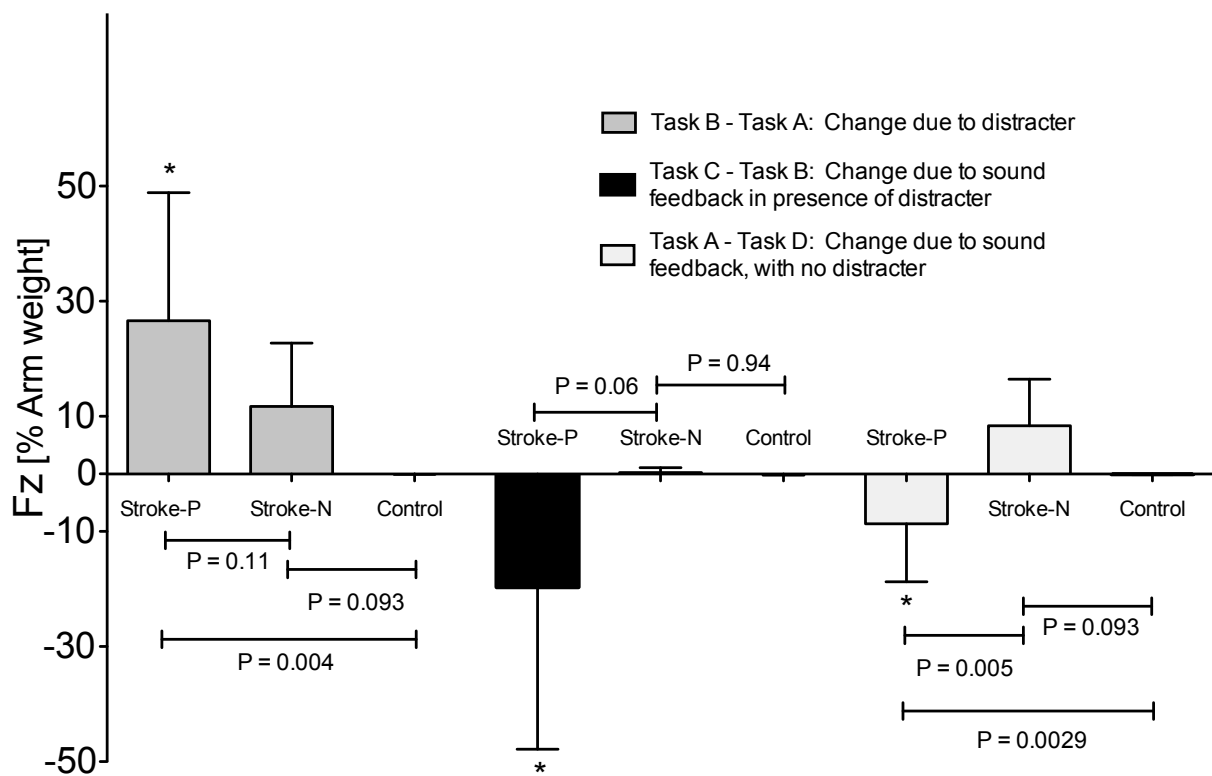 Fz [% Arm weight]
50
30
10
0
-10
-30
-50
Task B - Task A: Change due to distracter
Task C - Task B: Change due to sound
feedback in presence of distracter
Task A - Task D: Change due to sound
feedback, with no distracter
*
P = 0.94
P = 0.06
Stroke-P Stroke-N Control Stroke-P
Stroke-P Stroke-N Control Stroke-N Control
P = 0.11
P = 0.093
P = 0.004
*
*
P = 0.093
P = 0.005
P = 0.0029